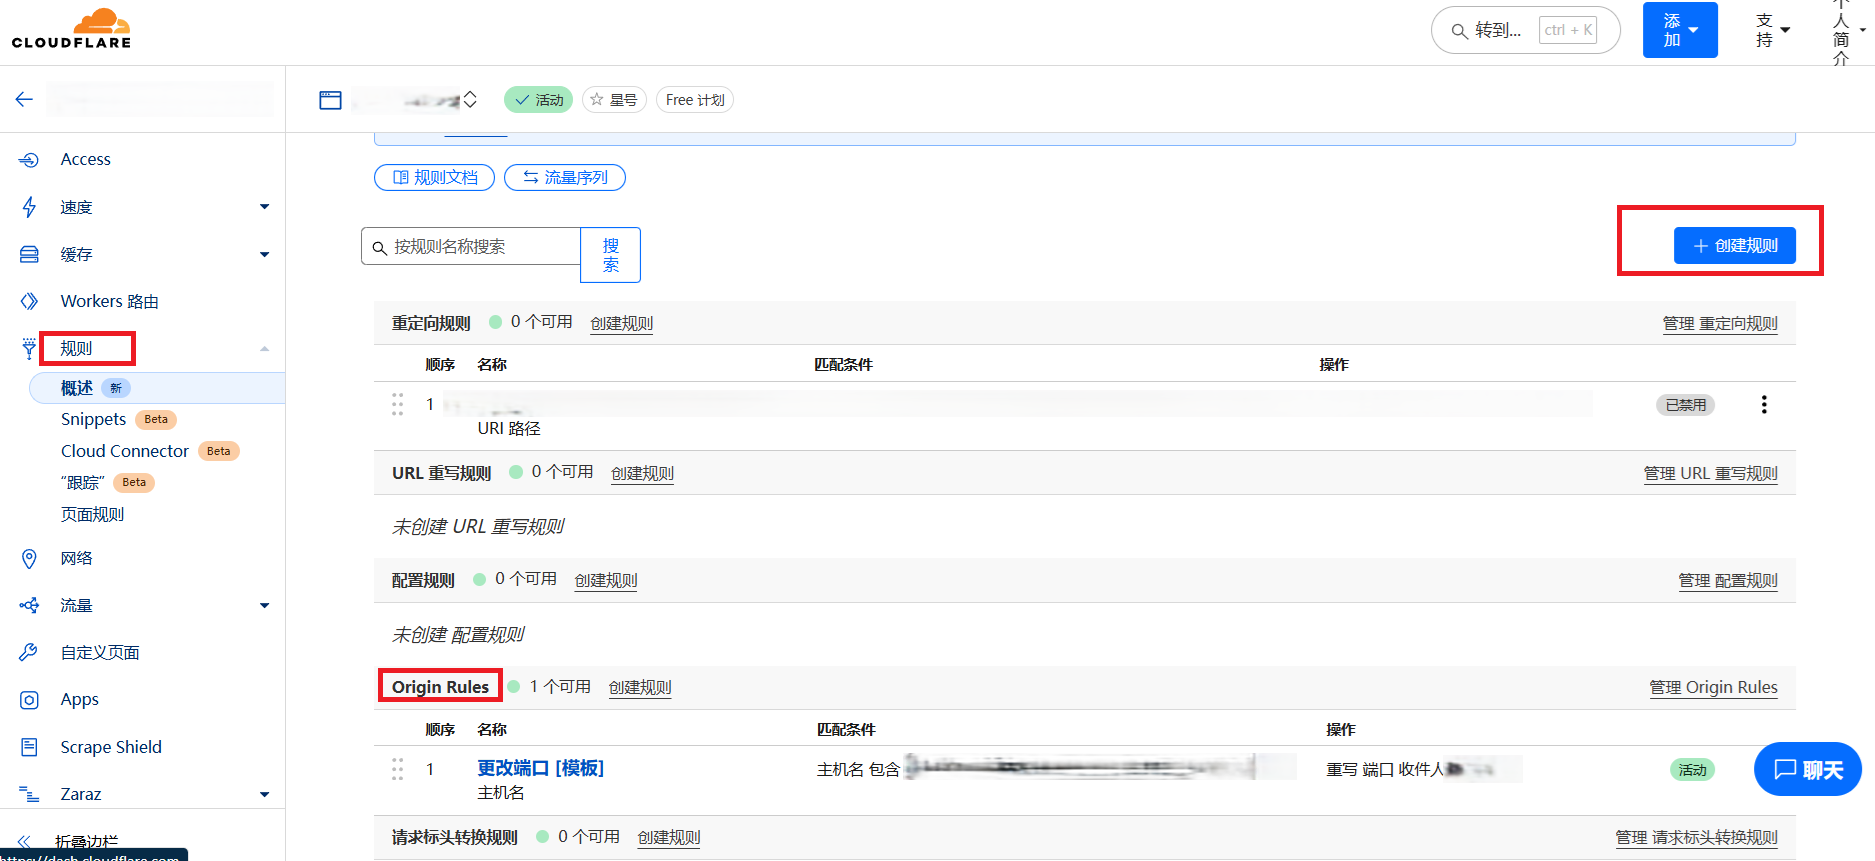 CLOUDFLARE
转到... ctrl + K
添加
支持
个人简介
活动
星号
Free 计划
Access
速度
缓存
Workers 路由
规则
概述 新
Snippets Beta
Cloud Connector Beta
“跟踪” Beta
页面规则
网络
流量
自定义页面
Apps
Scrape Shield
Zaraz
折叠边栏
https://dash.cloudflare.com
规则文档
流量序列
按规则名称搜索
搜索
创建规则
重定向规则 0 个可用 创建规则 管理 重定向规则
顺序 名称 匹配条件 操作
1 已禁用
URI 路径
URL 重写规则 0 个可用 创建规则 管理 URL 重写规则
未创建 URL 重写规则
配置规则 0 个可用 创建规则 管理 配置规则
未创建 配置规则
Origin Rules 1 个可用 创建规则 管理 Origin Rules
顺序 名称 匹配条件 操作
1 更改端口 [模板] 主机名 包含 重写 端口 收件人 活动
主机名
聊天
请求标头转换规则 0 个可用 创建规则 管理 请求标头转换规则